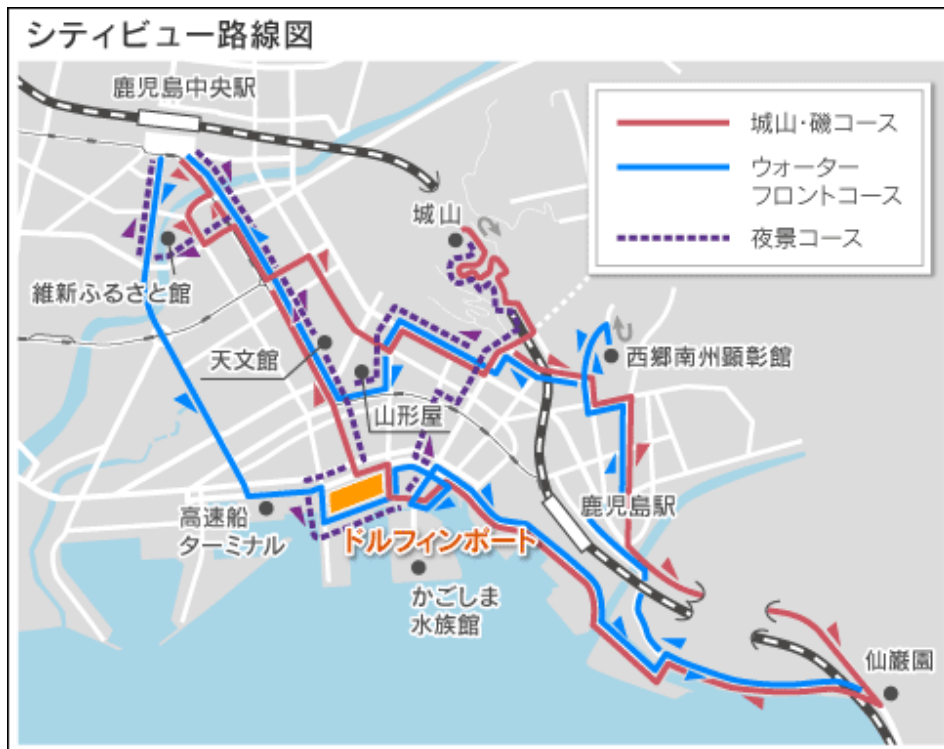 シティビュー路線図
鹿児島中央駅
城山・磯コース
ウォーター
フロントコース
夜景コース
城山
維新ふるさと館
天文館
西郷南州顕彰館
山形屋
鹿児島駅
高速船
ターミナル
ドルフィンポート
かごしま
水族館
仙巌園